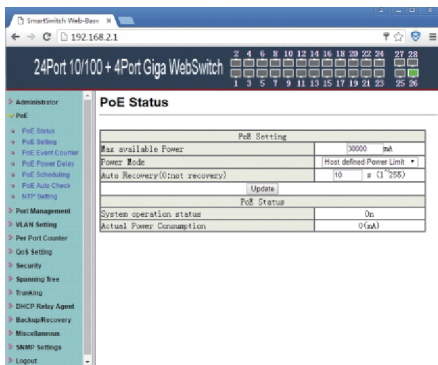 SmartSwitch Web-Base
192.168.2.1
24Port 10/100 + 4Port Giga WebSwitch
2 4 6 8 10 12 14 16 18 20 22 24 27 28
1 3 5 7 9 11 13 15 17 19 21 23 25 26
Administrator
PoE
PoE Status
PoE Setting
PoE Event Counter
PoE Power Delay
PoE Scheduling
PoE Auto Check
NTP Setting
Port Management
VLAN Setting
Per Port Counter
QoS Setting
Security
Spanning Tree
Trunking
DHCP Relay Agent
Backup/Recovery
Miscellaneous
SNMP Settings
Logout
PoE Status
PoE Setting
Max available Power 30000 mA
Power Mode Host defined Power Limit
Auto Recovery(0:not recovery) 10 s (1~255)
Update
PoE Status
System operation status On
Actual Power Consumption 0(mA)